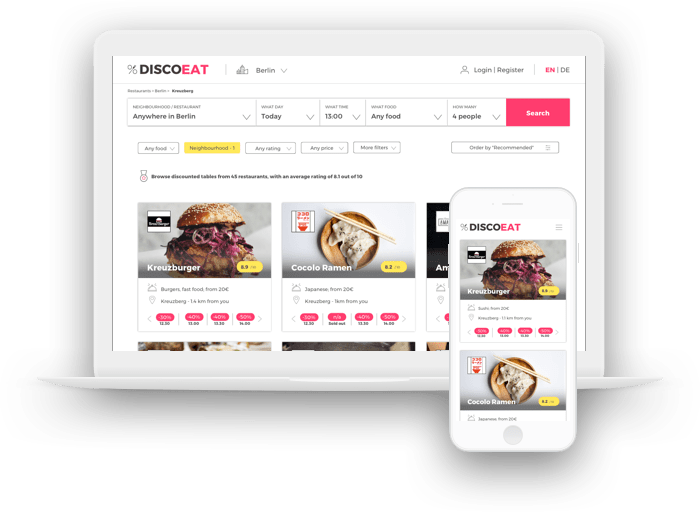 % DISCOEAT
Berlin
Login | Register
EN | DE
Restaurants > Berlin > Kreuzberg
NEIGHBOURHOOD / RESTAURANT
Anywhere in Berlin
WHAT DAY
Today
WHAT TIME
13:00
WHAT FOOD
Any food
HOW MANY
4 people
Search
Any food
Neighbourhood - 1
Any rating
Any price
More filters
Order by "Recommended"
Browse discounted tables from 45 restaurants, with an average rating of 8.1 out of 10
Kreuzburger
Kreuzburger
8.9
Burgers, fast food, from 20€
Kreuzberg - 1.4 km from you
30% 40% 40% 50%
12.30 13.00 13.30 14.00
Cocolo Ramen
8.2
Japanese, from 20€
Kreuzberg - 1km from you
30% n/a 40% 50%
12.30 Sold out 13.30 14.00
AMA
Am
% DISCOEAT
Kreuzburger
8.9
Sushi, from 20€
Kreuzberg - 1.1 km from you
30% 40% 40% 50%
12.30 13.00 13.30 14.00
Cocolo Ramen
8.2
Japanese, from 20€